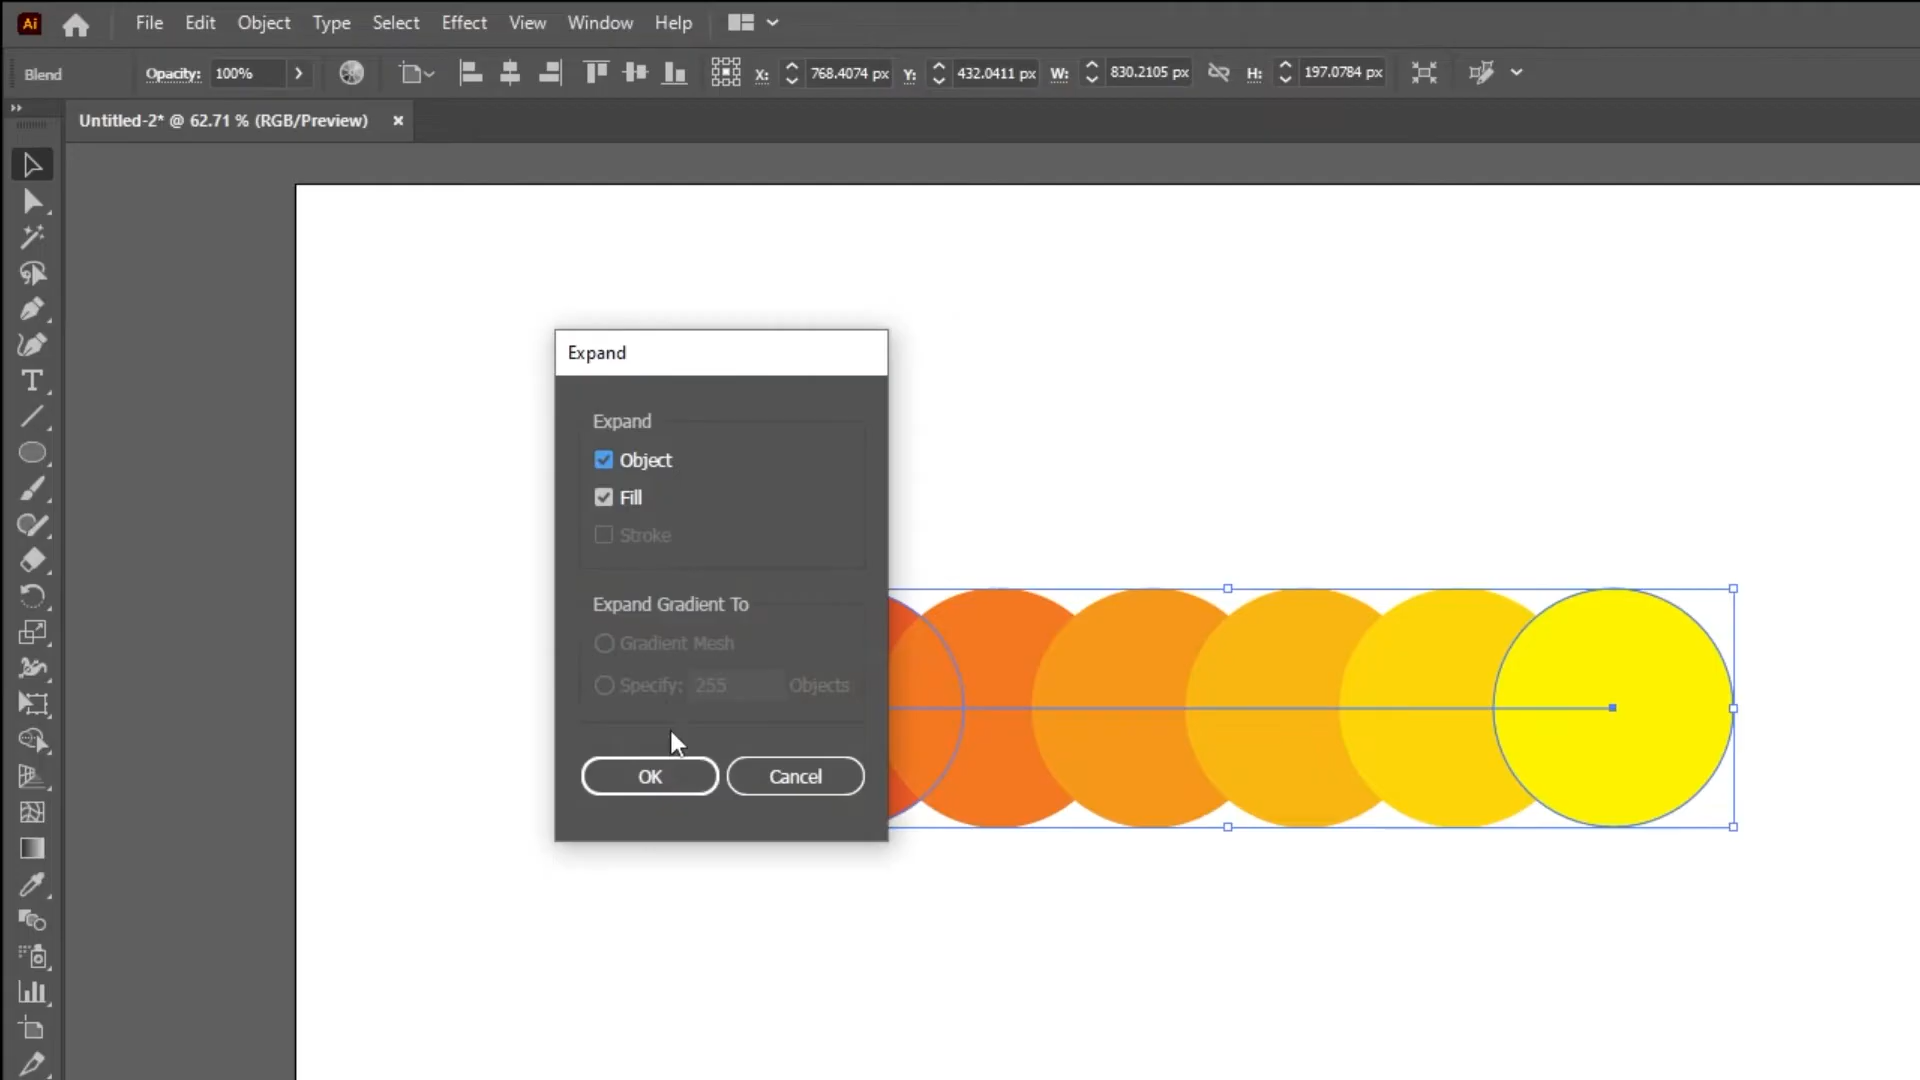 Ai File Edit Object Type Select Effect View Window Help
Blend Opacity: 100% X: 768.4074 px Y: 432.0411 px W: 830.2105 px H: 197.0784 px
Untitled-2* @ 62.71 % (RGB/Preview) ×
Expand
Expand
Object
Fill
Stroke
Expand Gradient To
Gradient Mesh
Specify: 255 Objects
OK Cancel